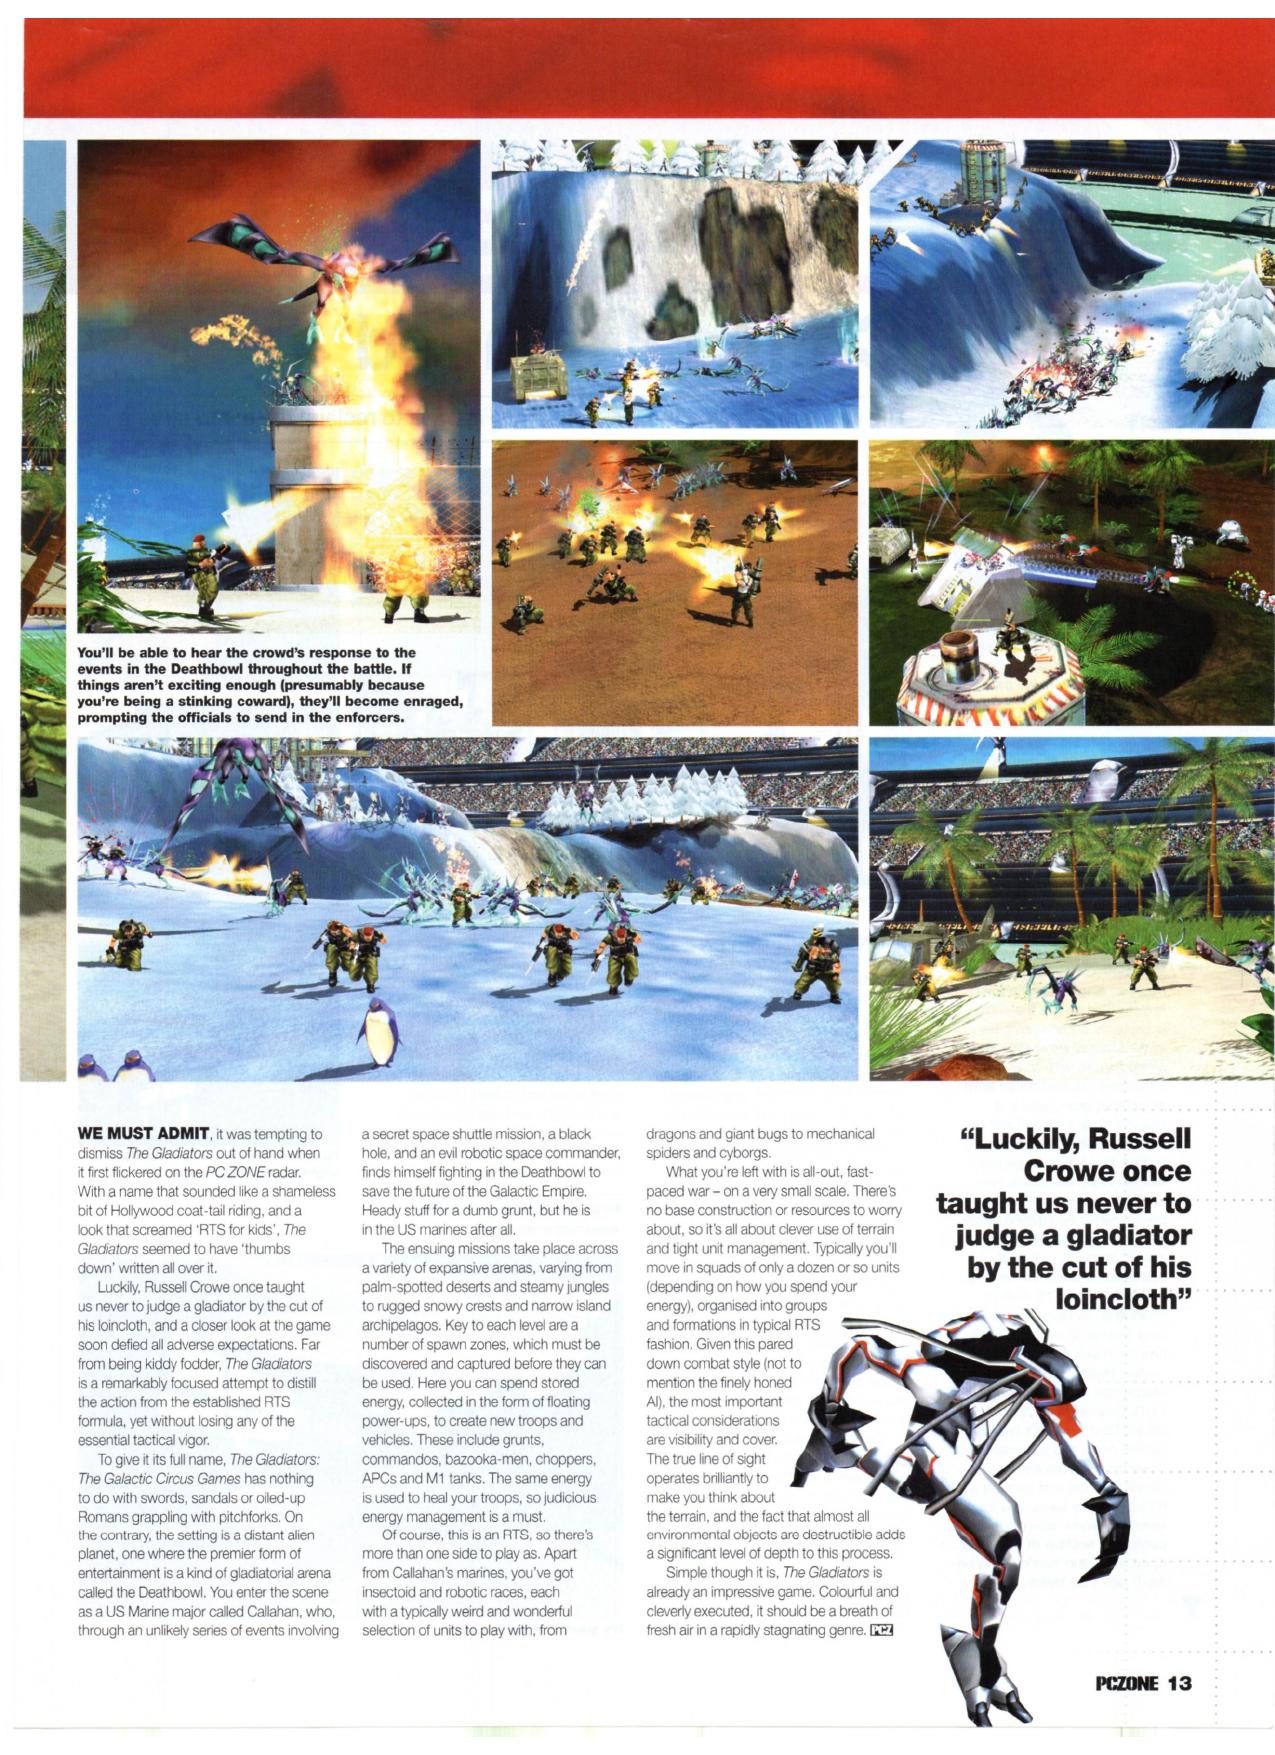 You'll be able to hear the crowd's response to the
events in the Deathbowl throughout the battle. If
things aren't exciting enough (presumably because
you're being a stinking coward), they'll become enraged,
prompting the officials to send in the enforcers.
WE MUST ADMIT, it was tempting to
dismiss The Gladiators out of hand when
it first flickered on the PC ZONE radar.
With a name that sounded like a shameless
bit of Hollywood coat-tail riding, and a
look that screamed 'RTS for kids', The
Gladiators seemed to have 'thumbs
down' written all over it.
Luckily, Russell Crowe once taught
us never to judge a gladiator by the cut of
his loincloth, and a closer look at the game
soon defied all adverse expectations. Far
from being kiddy fodder, The Gladiators
is a remarkably focused attempt to distill
the action from the established RTS
formula, yet without losing any of the
essential tactical vigor.
To give it its full name, The Gladiators:
The Galactic Circus Games has nothing
to do with swords, sandals or oiled-up
Romans grappling with pitchforks. On
the contrary, the setting is a distant alien
planet, one where the premier form of
entertainment is a kind of gladiatorial arena
called the Deathbowl. You enter the scene
as a US Marine major called Callahan, who,
through an unlikely series of events involving
a secret space shuttle mission, a black
hole, and an evil robotic space commander,
finds himself fighting in the Deathbowl to
save the future of the Galactic Empire.
Heady stuff for a dumb grunt, but he is
in the US marines after all.
The ensuing missions take place across
a variety of expansive arenas, varying from
palm-spotted deserts and steamy jungles
to rugged snowy crests and narrow island
archipelagos. Key to each level are a
number of spawn zones, which must be
discovered and captured before they can
be used. Here you can spend stored
energy, collected in the form of floating
power-ups, to create new troops and
vehicles. These include grunts,
commandos, bazooka-men, choppers,
APCs and M1 tanks. The same energy
is used to heal your troops, so judicious
energy management is a must.
Of course, this is an RTS, so there's
more than one side to play as. Apart
from Callahan's marines, you've got
insectoid and robotic races, each
with a typically weird and wonderful
selection of units to play with, from
dragons and giant bugs to mechanical
spiders and cyborgs.
What you're left with is all-out, fast-
paced war – on a very small scale. There's
no base construction or resources to worry
about, so it's all about clever use of terrain
and tight unit management. Typically you'll
move in squads of only a dozen or so units
(depending on how you spend your
energy), organised into groups
and formations in typical RTS
fashion. Given this pared
down combat style (not to
mention the finely honed
AI), the most important
tactical considerations
are visibility and cover.
The true line of sight
operates brilliantly to
make you think about
the terrain, and the fact that almost all
environmental objects are destructible adds
a significant level of depth to this process.
Simple though it is, The Gladiators is
already an impressive game. Colourful and
cleverly executed, it should be a breath of
fresh air in a rapidly stagnating genre. PCZ
"Luckily, Russell
Crowe once
taught us never to
judge a gladiator
by the cut of his
loincloth"
PCZONE 13